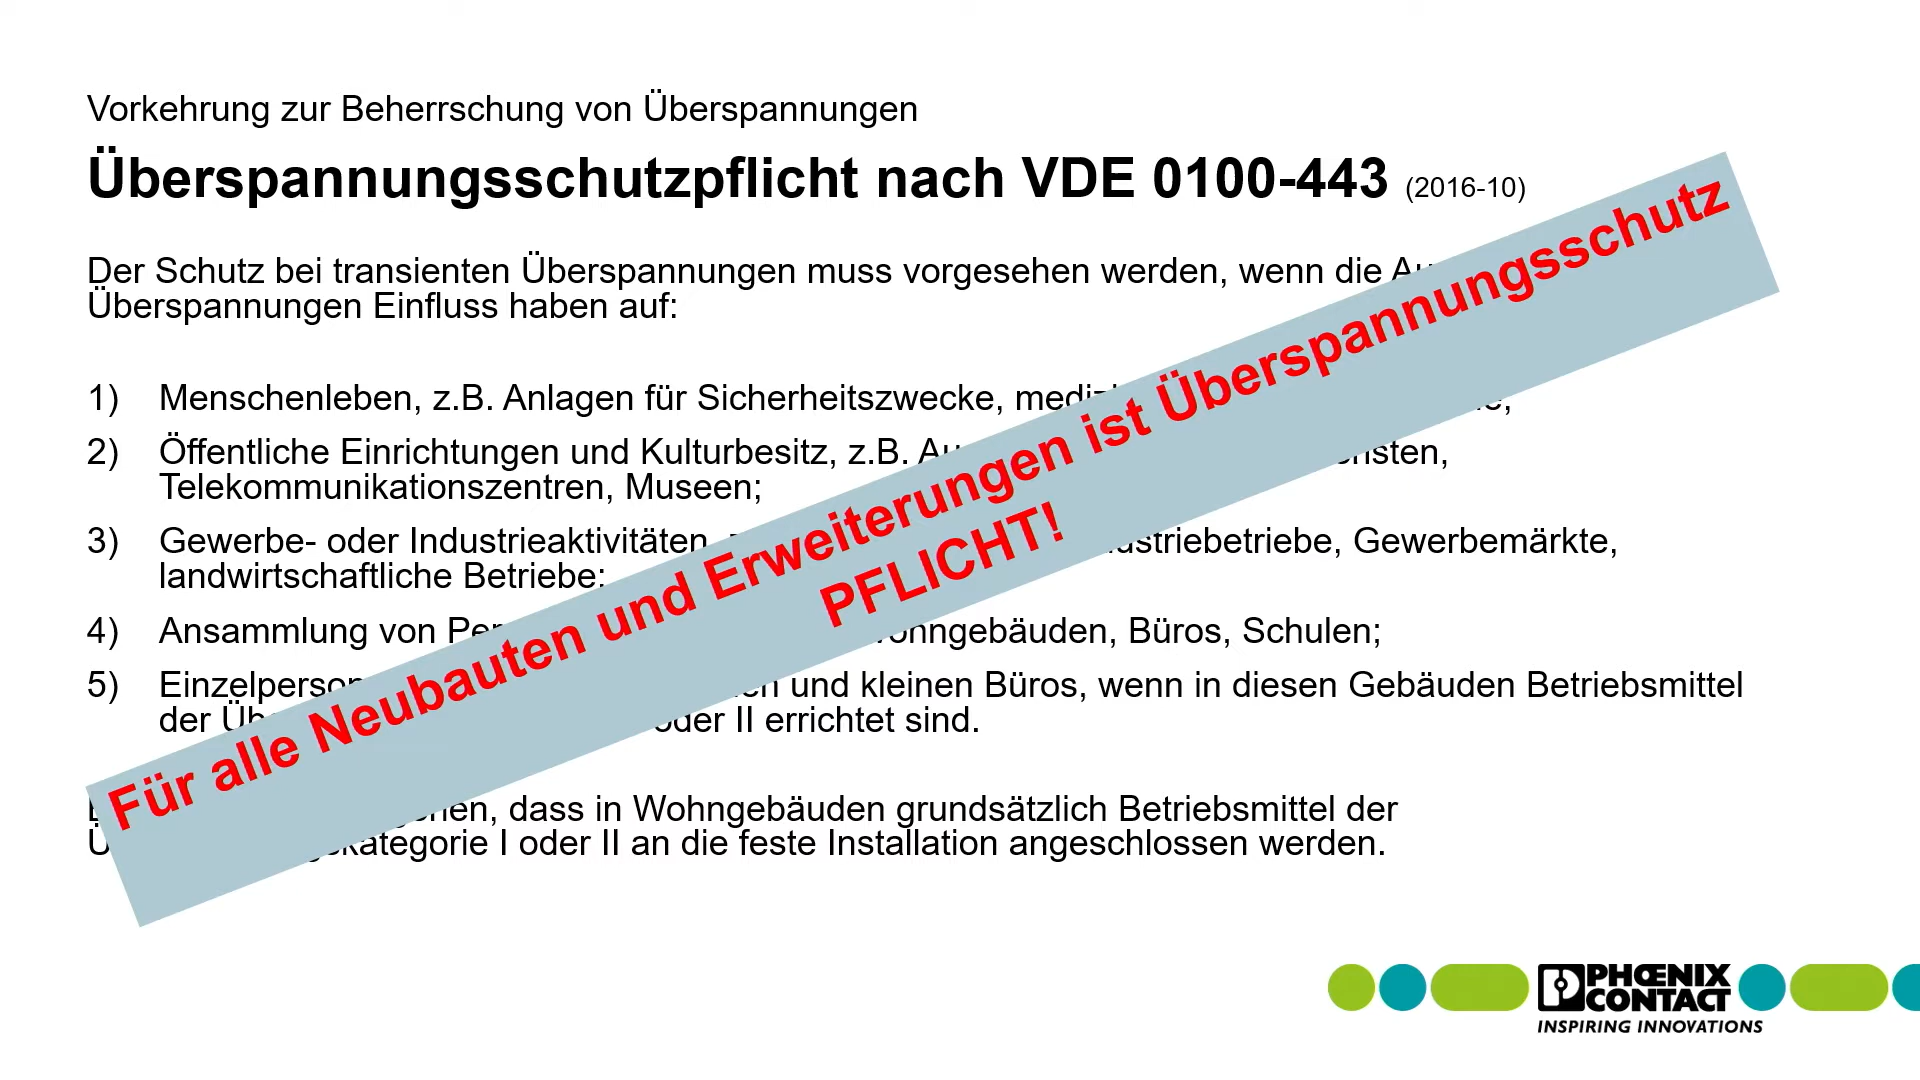 Vorkehrung zur Beherrschung von Überspannungen
Überspannungsschutzpflicht nach VDE 0100-443 (2016-10)
Der Schutz bei transienten Überspannungen muss vorgesehen werden, wenn die
Überspannungen Einfluss haben auf:
1) Menschenleben, z.B. Anlagen für Sicherheitszwecke,
2) Öffentliche Einrichtungen und Kulturbesitz, z.B.
Telekommunikationszentren, Museen;
3) Gewerbe- oder Industrieaktivitäten, Gewerbemärkte,
landwirtschaftliche Betriebe;
4) Ansammlung von Büros, Schulen;
5) und kleinen Büros, wenn in diesen Gebäuden Betriebsmittel
der oder II errichtet sind.
dass in Wohngebäuden grundsätzlich Betriebsmittel der
I oder II an die feste Installation angeschlossen werden.
Für alle Neubauten und Erweiterungen ist Überspannungsschutz
PFLICHT!
PHŒNIX
CONTACT
INSPIRING INNOVATIONS